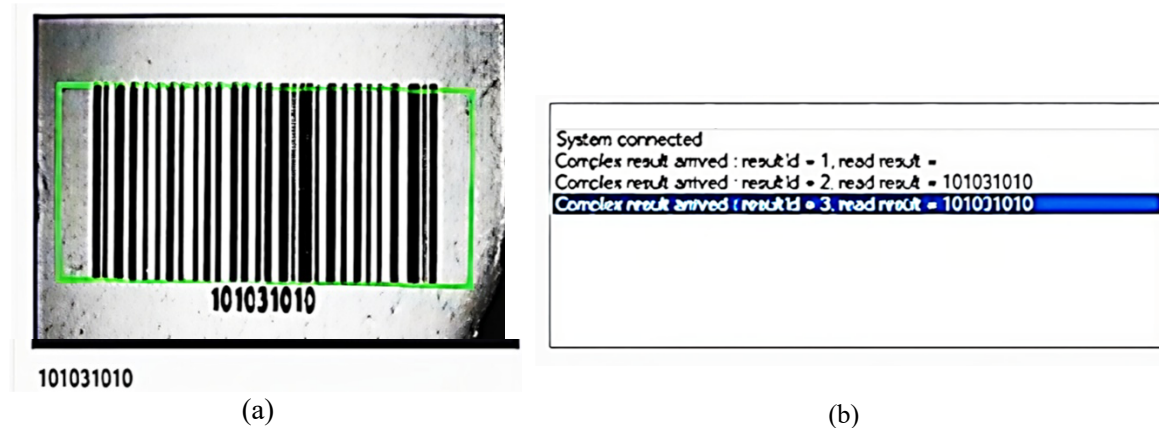 101031010
101031010
(a)
System connected
Complex result arrived : result id = 1, read result =
Complex result arrived : result id = 2, read result = 101031010
Complex result arrived : result id = 3, read result = 101031010
(b)